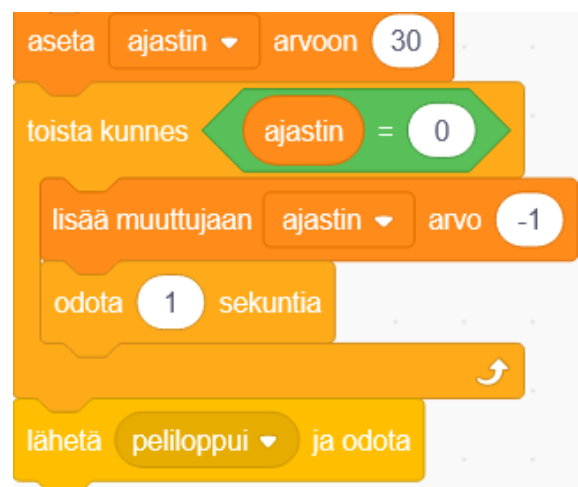 aseta ajastin arvoon 30
toista kunnes ajastin = 0
lisää muuttujaan ajastin arvo -1
odota 1 sekuntia
lähetä peliloppui ja odota